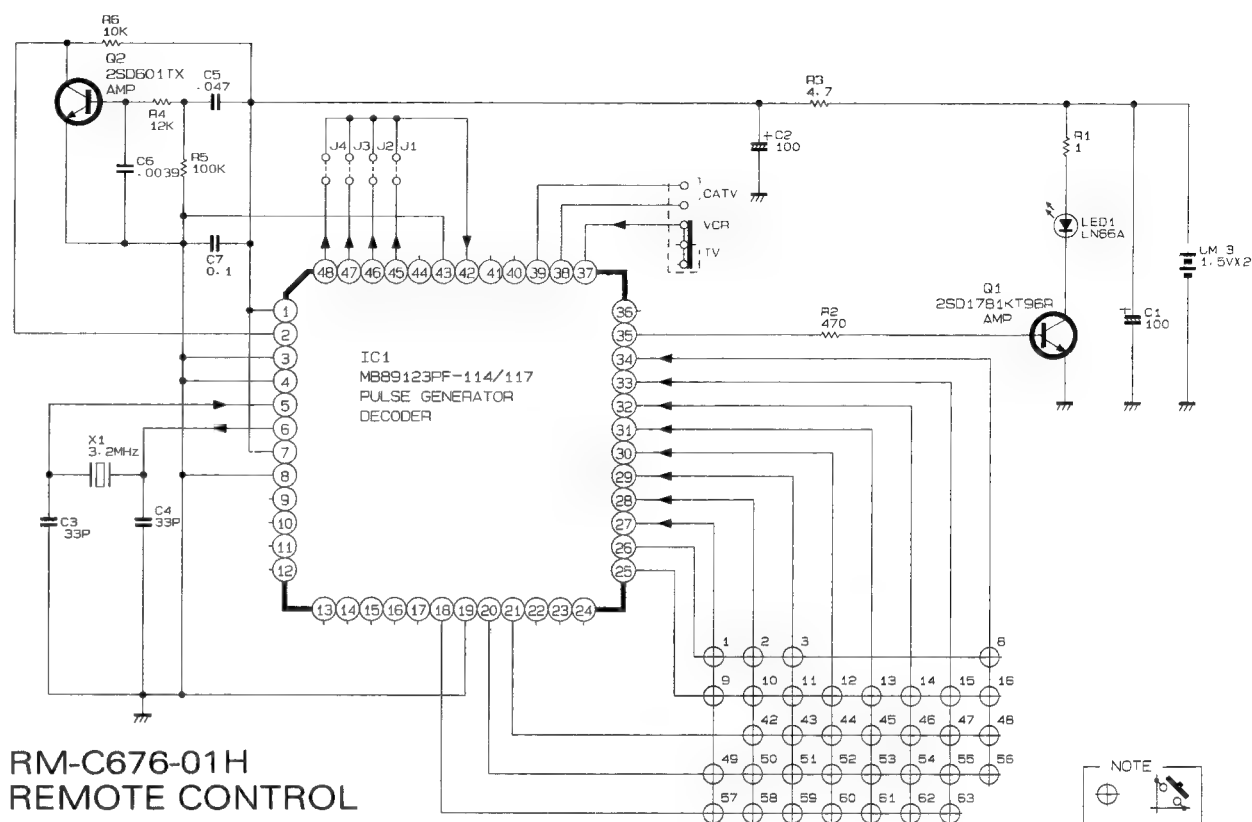 R6
10K
Q2
2SD601TX
AMP
C5
.047
R4
12K
R5
100K
C6
.0039
C7
0.1
J4 J3 J2 J1
R3
4.7
+ C2
100
CATV
VCR
TV
R1
1
LED1
LN66A
UM 3
1.5VX2
Q1
2SD1781KT96R
AMP
+ C1
100
R2
470
48 47 46 45 44 43 42 41 40 39 38 37
1
2
3
4
5
6
7
8
9
10
11
12
IC1
MB89123PF-114/117
PULSE GENERATOR
DECODER
36
35
34
33
32
31
30
29
28
27
26
25
13 14 15 16 17 18 19 20 21 22 23 24
X1
3.2MHz
C3
33P
C4
33P
1 2 3 8
9 10 11 12 13 14 15 16
42 43 44 45 46 47 48
49 50 51 52 53 54 55 56
57 58 59 60 61 62 63
RM-C676-01H
REMOTE CONTROL
NOTE